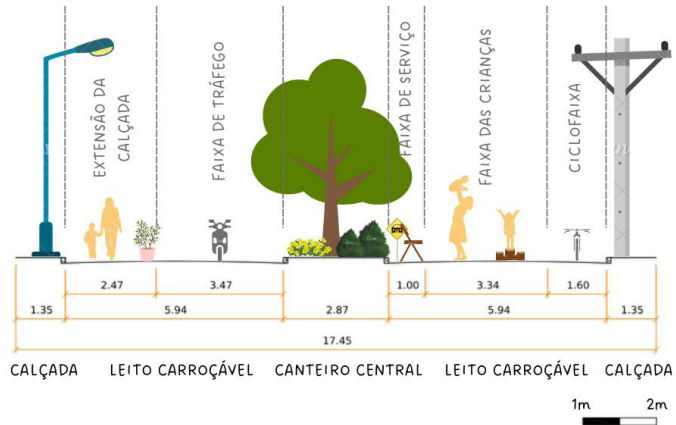 EXTENSÃO DA
CALÇADA
FAIXA DE TRÁFEGO
FAIXA DE SERVIÇO
FAIXA DAS CRIANÇAS
CICLOFAIXA
2.47
3.47
1.00
3.34
1.60
1.35
5.94
2.87
5.94
1.35
17.45
CALÇADA
LEITO CARROÇÁVEL
CANTEIRO CENTRAL
LEITO CARROÇÁVEL
CALÇADA
1m
2m